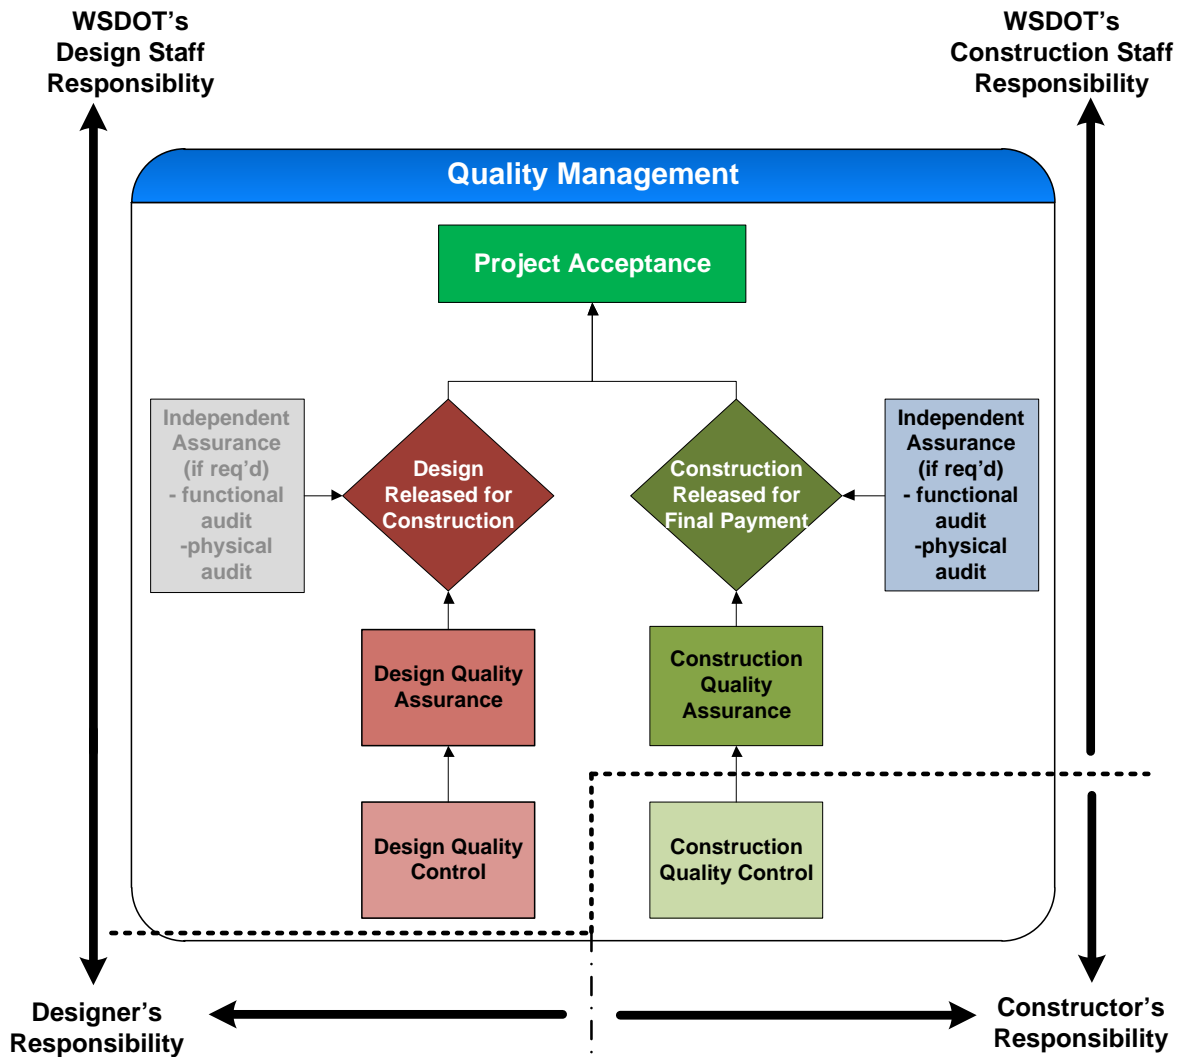 WSDOT's
Design Staff
Responsiblity
WSDOT's
Construction Staff
Responsibility
Quality Management
Project Acceptance
Independent
Assurance
(if req'd)
- functional
audit
-physical
audit
Design
Released for
Construction
Construction
Released for
Final Payment
Independent
Assurance
(if req'd)
- functional
audit
-physical
audit
Design Quality
Assurance
Construction
Quality
Assurance
Design Quality
Control
Construction
Quality Control
Designer's
Responsibility
Constructor's
Responsibility